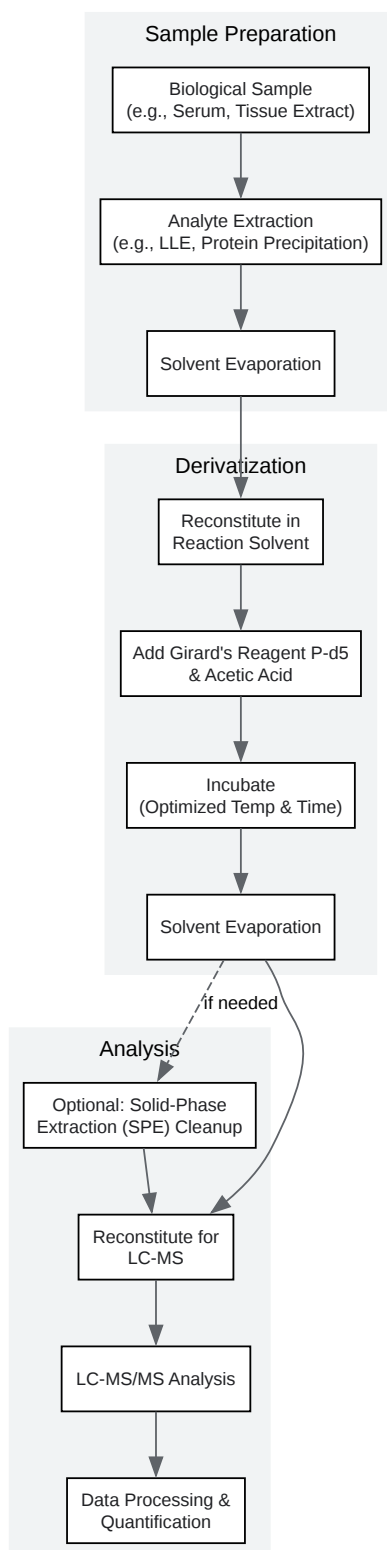 Sample Preparation
Biological Sample
(e.g., Serum, Tissue Extract)
Analyte Extraction
(e.g., LLE, Protein Precipitation)
Solvent Evaporation
Derivatization
Reconstitute in
Reaction Solvent
Add Girard's Reagent P-d5
& Acetic Acid
Incubate
(Optimized Temp & Time)
Solvent Evaporation
if needed
Analysis
Optional: Solid-Phase
Extraction (SPE) Cleanup
Reconstitute for
LC-MS
LC-MS/MS Analysis
Data Processing &
Quantification